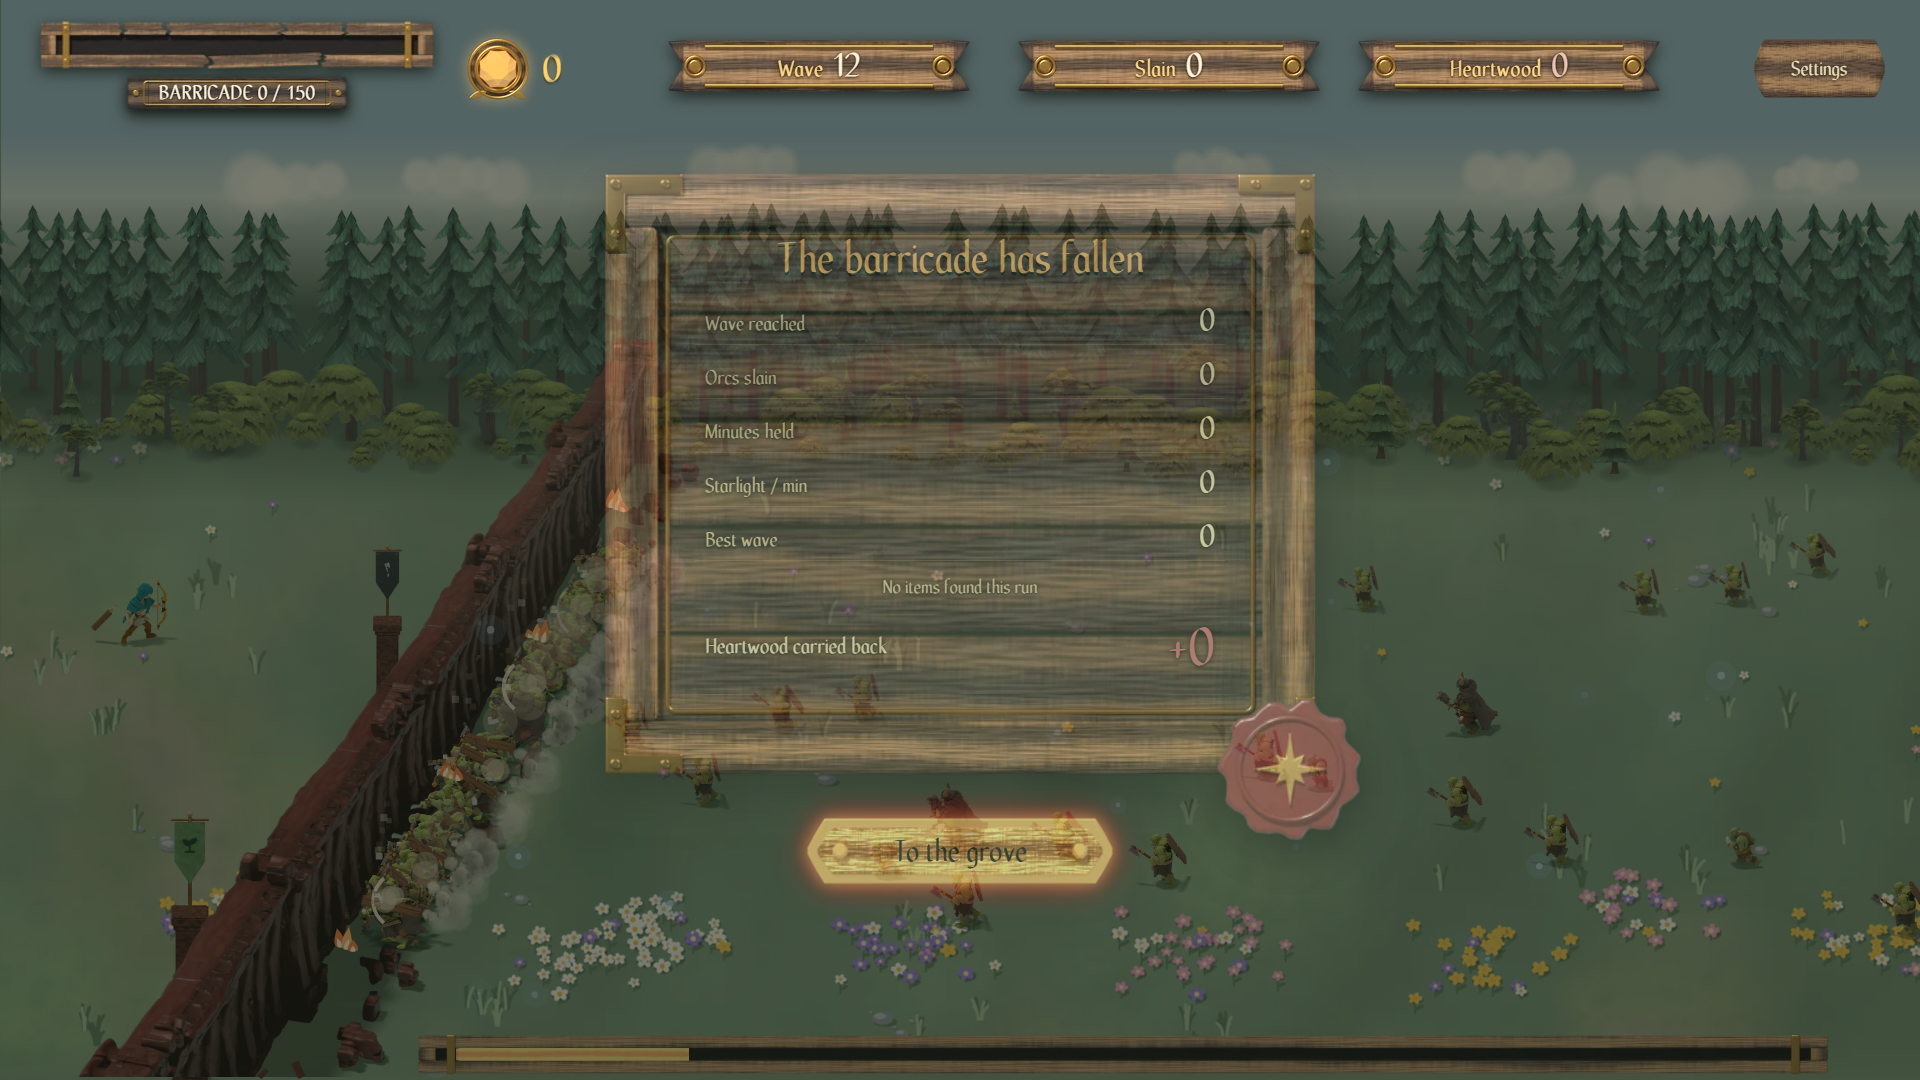 BARRICADE 0 / 150
0
Wave 12
Slain 0
Heartwood 0
Settings
The barricade has fallen
Wave reached 0
Orcs slain 0
Minutes held 0
Starlight / min 0
Best wave 0
No items found this run
Heartwood carried back +0
To the grove